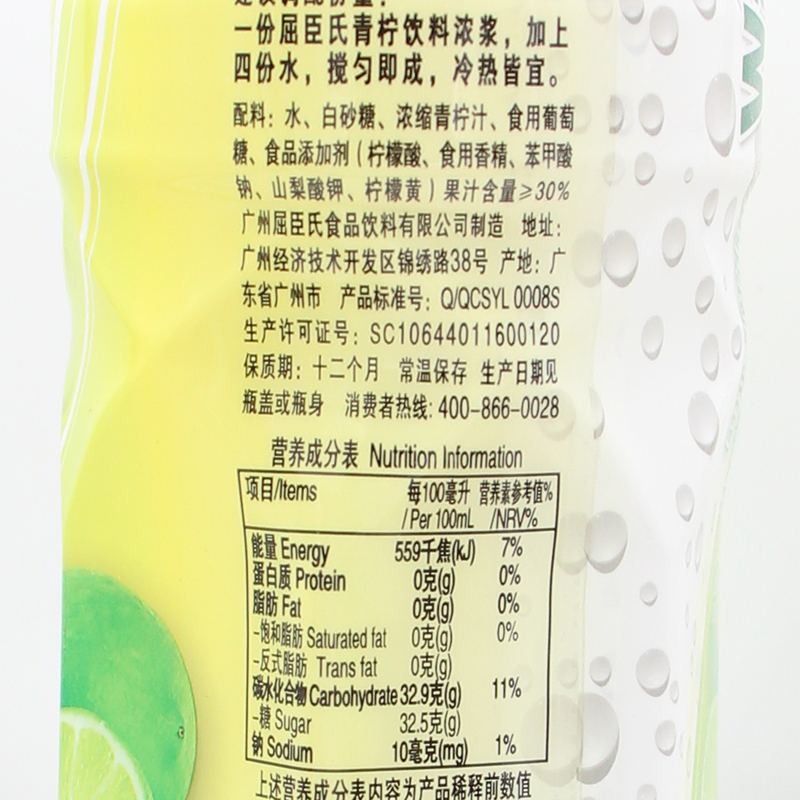 建议调配份量：
一份屈臣氏青柠饮料浓浆，加上
四份水，搅匀即成，冷热皆宜。
配料：水、白砂糖、浓缩青柠汁、食用葡萄
糖、食品添加剂（柠檬酸、食用香精、苯甲酸
钠、山梨酸钾、柠檬黄）果汁含量≥30%
广州屈臣氏食品饮料有限公司制造 地址：
广州经济技术开发区锦绣路38号 产地：广
东省广州市 产品标准号：Q/QCSYL 0008S
生产许可证号：SC10644011600120
保质期：十二个月 常温保存 生产日期见
瓶盖或瓶身 消费者热线: 400-866-0028
营养成分表 Nutrition Information
项目/Items 每100毫升 营养素参考值%
/ Per 100mL /NRV%
能量 Energy 559千焦(kJ) 7%
蛋白质 Protein 0克(g) 0%
脂肪 Fat 0克(g) 0%
-饱和脂肪 Saturated fat 0克(g) 0%
-反式脂肪 Trans fat 0克(g)
碳水化合物 Carbohydrate 32.9克(g) 11%
-糖 Sugar 32.5克(g)
钠 Sodium 10毫克(mg) 1%
上述营养成分表内容为产品稀释前数值